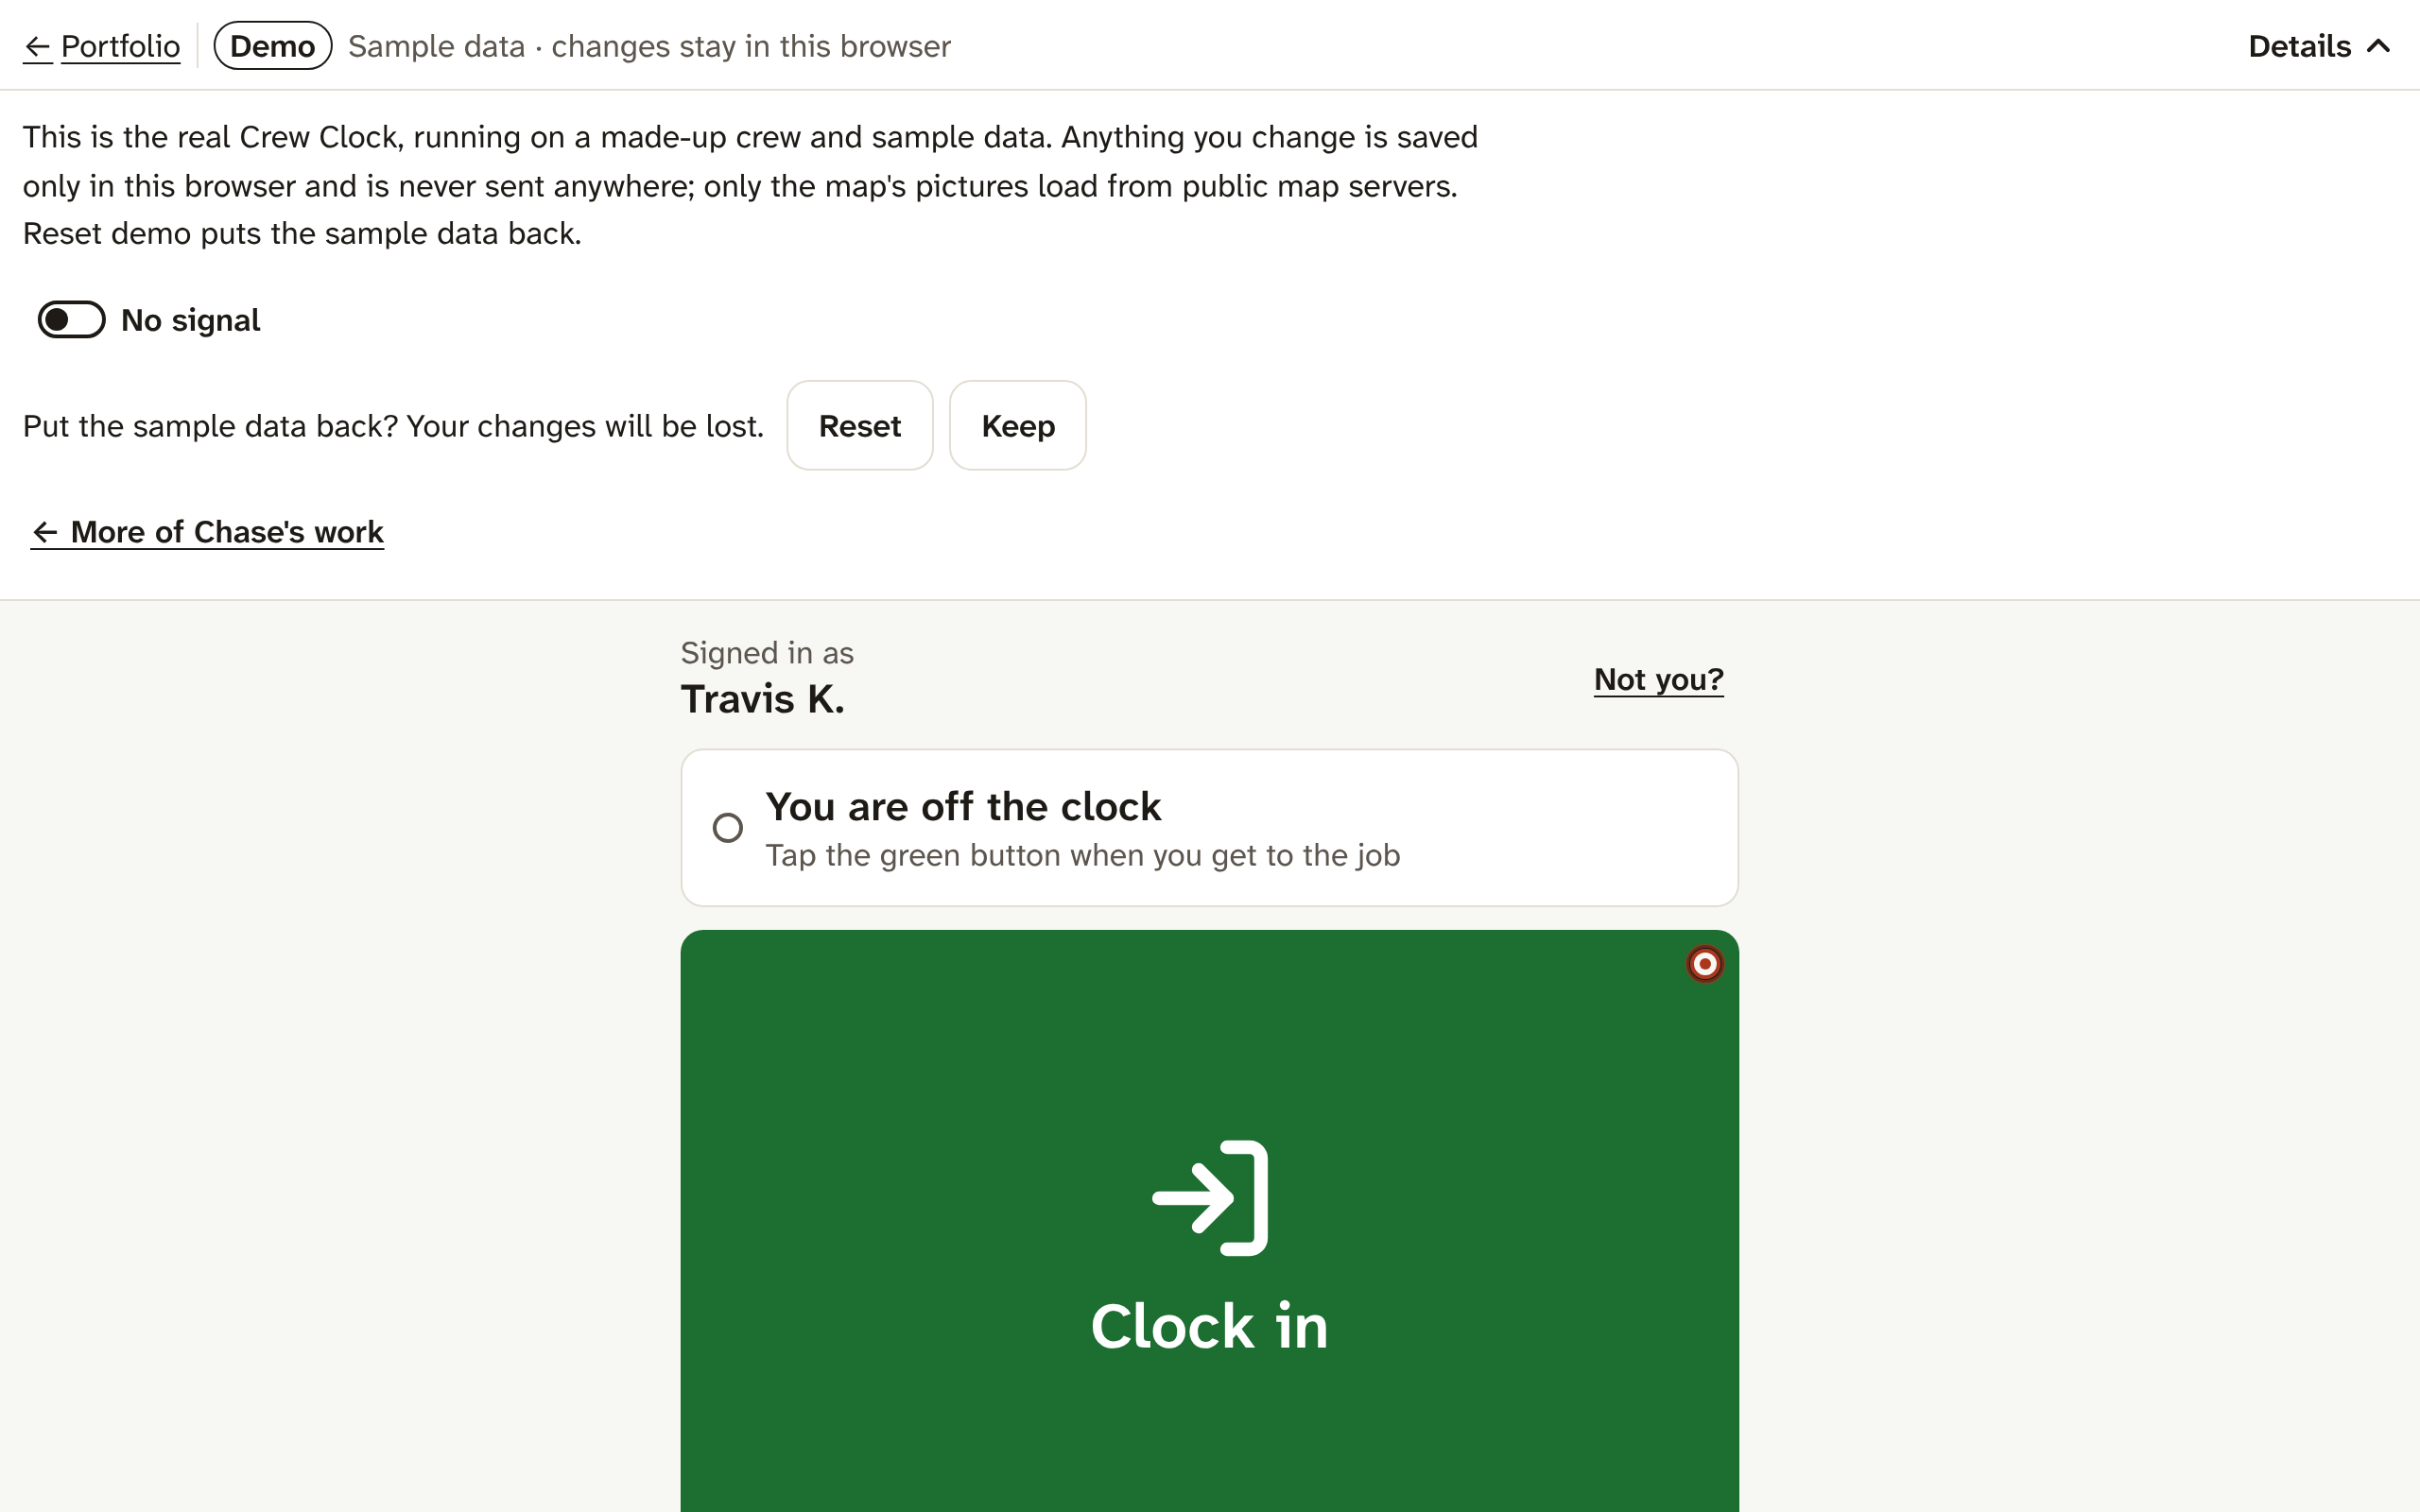 ← Portfolio Demo Sample data · changes stay in this browser Details
This is the real Crew Clock, running on a made-up crew and sample data. Anything you change is saved
only in this browser and is never sent anywhere; only the map's pictures load from public map servers.
Reset demo puts the sample data back.
No signal
Put the sample data back? Your changes will be lost. Reset Keep
← More of Chase's work
Signed in as
Travis K.
Not you?
You are off the clock
Tap the green button when you get to the job
Clock in